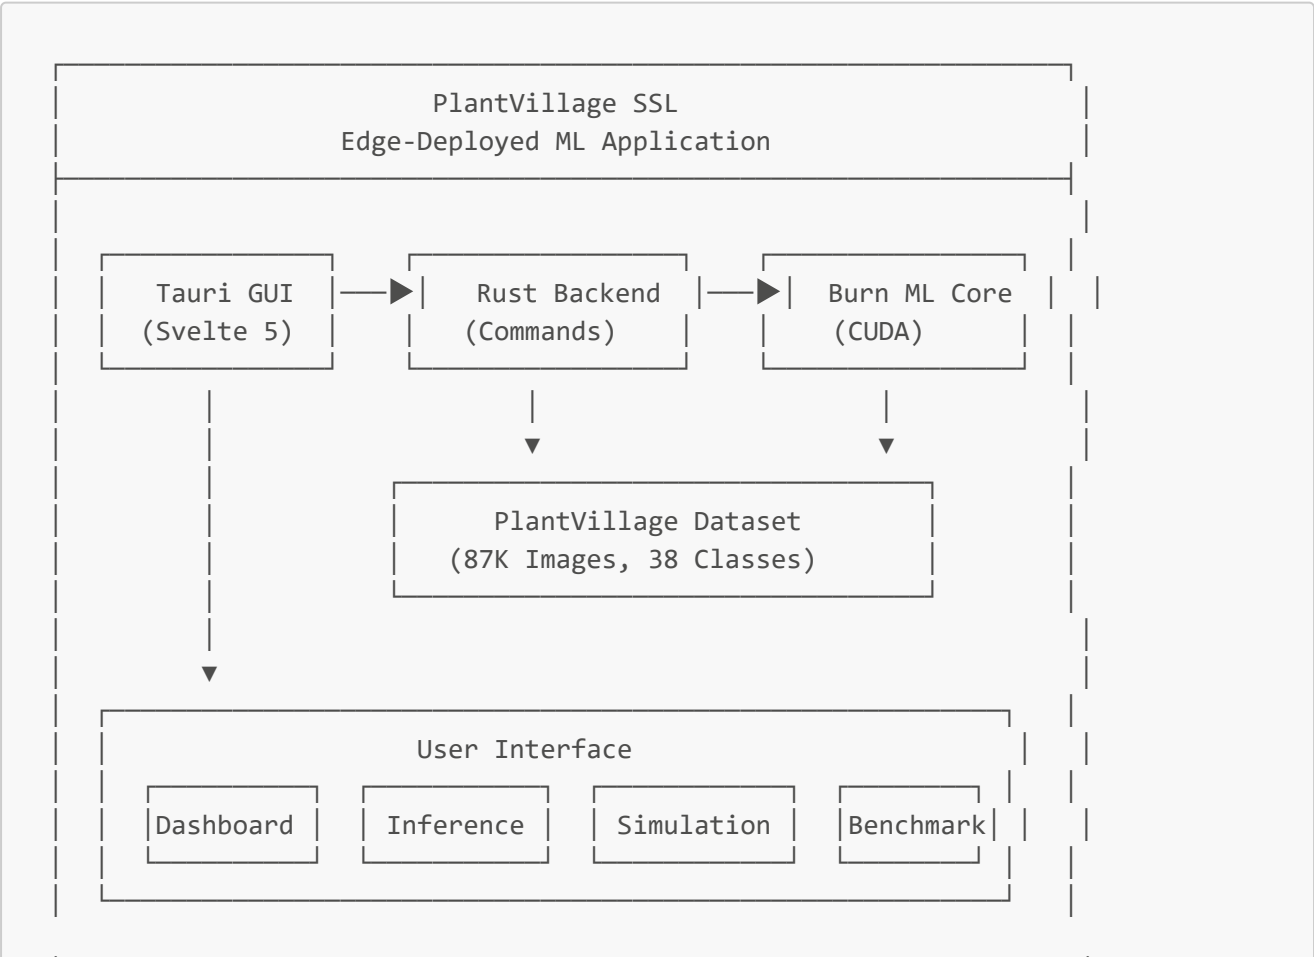 PlantVillage SSL
Edge-Deployed ML Application
Tauri GUI Rust Backend Burn ML Core
(Svelte 5) (Commands) (CUDA)
PlantVillage Dataset
(87K Images, 38 Classes)
User Interface
Dashboard Inference Simulation Benchmark